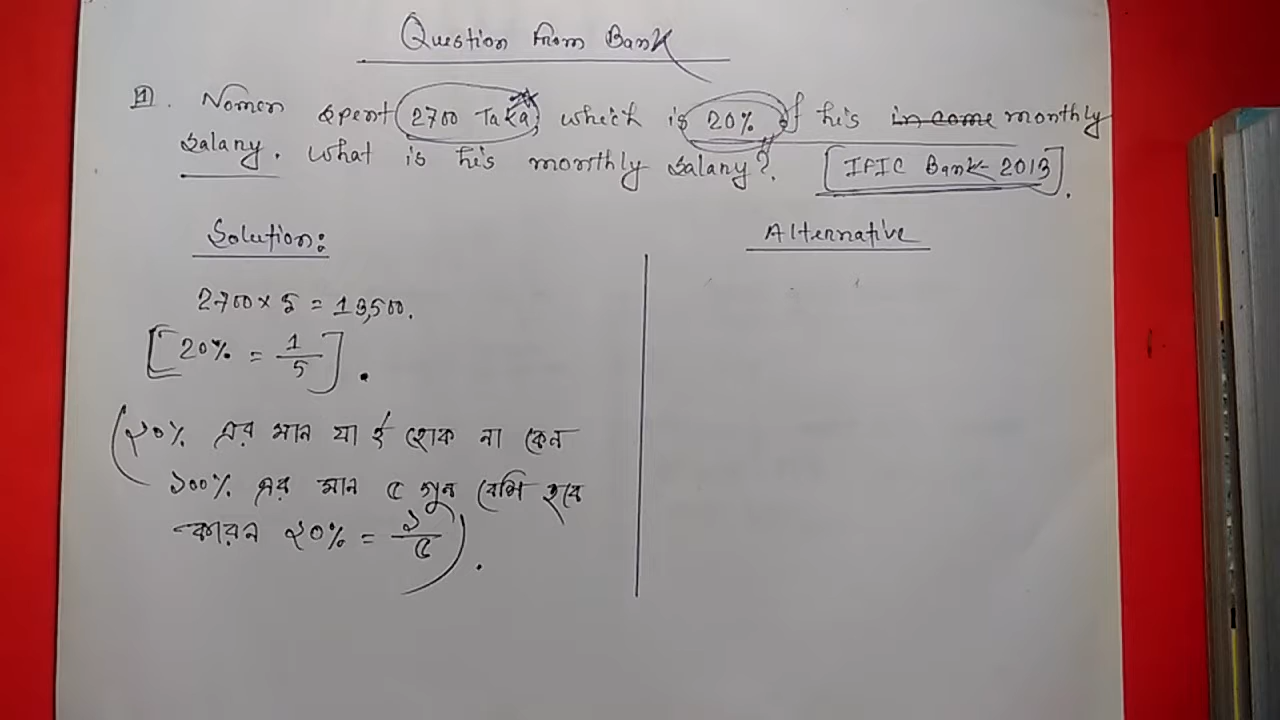 Question From Bank
1. Nomen spent 2700 Taka, which is 20% of his income monthly
salary. What is his monthly salary?. [IFIC Bank-2013].
Solution:
Alternative
2700 × 5 = 13,500.
[20% = 1/5].
(২০% এর মান যা ই হোক না কেন
১০০% এর মান ৫ গুন বেশি হবে
কারন ২০% = ১/৫).